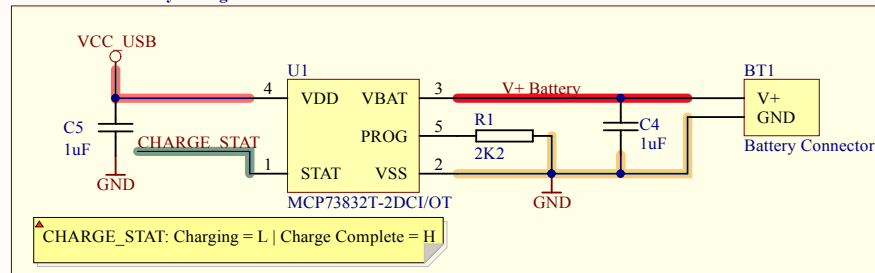 VCC_USB
U1
BT1
4 VDD VBAT 3 V+ Battery V+
GND
C5
1uF
CHARGE_STAT
PROG 5 R1
2K2
C4
1uF
Battery Connector
1 STAT VSS 2
GND
MCP73832T-2DCI/OT
GND
CHARGE_STAT: Charging = L | Charge Complete = H